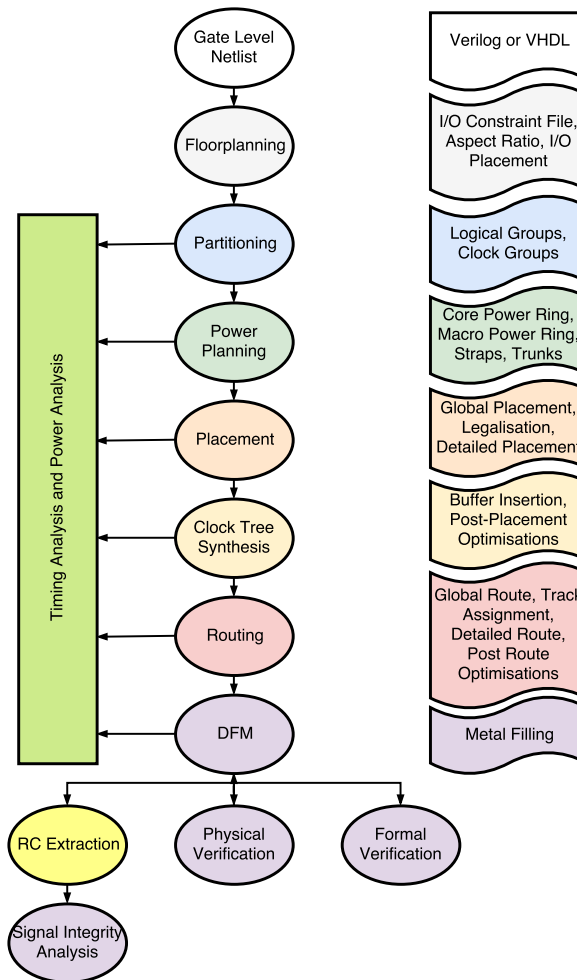 Gate Level
Netlist
Verilog or VHDL
Floorplanning
I/O Constraint File,
Aspect Ratio, I/O
Placement
Partitioning
Logical Groups,
Clock Groups
Power
Planning
Core Power Ring,
Macro Power Ring,
Straps, Trunks
Placement
Global Placement,
Legalisation,
Detailed Placement
Clock Tree
Synthesis
Buffer Insertion,
Post-Placement
Optimisations
Routing
Global Route, Track
Assignment,
Detailed Route,
Post Route
Optimisations
DFM
Metal Filling
Timing Analysis and Power Analysis
RC Extraction
Physical
Verification
Formal
Verification
Signal Integrity
Analysis